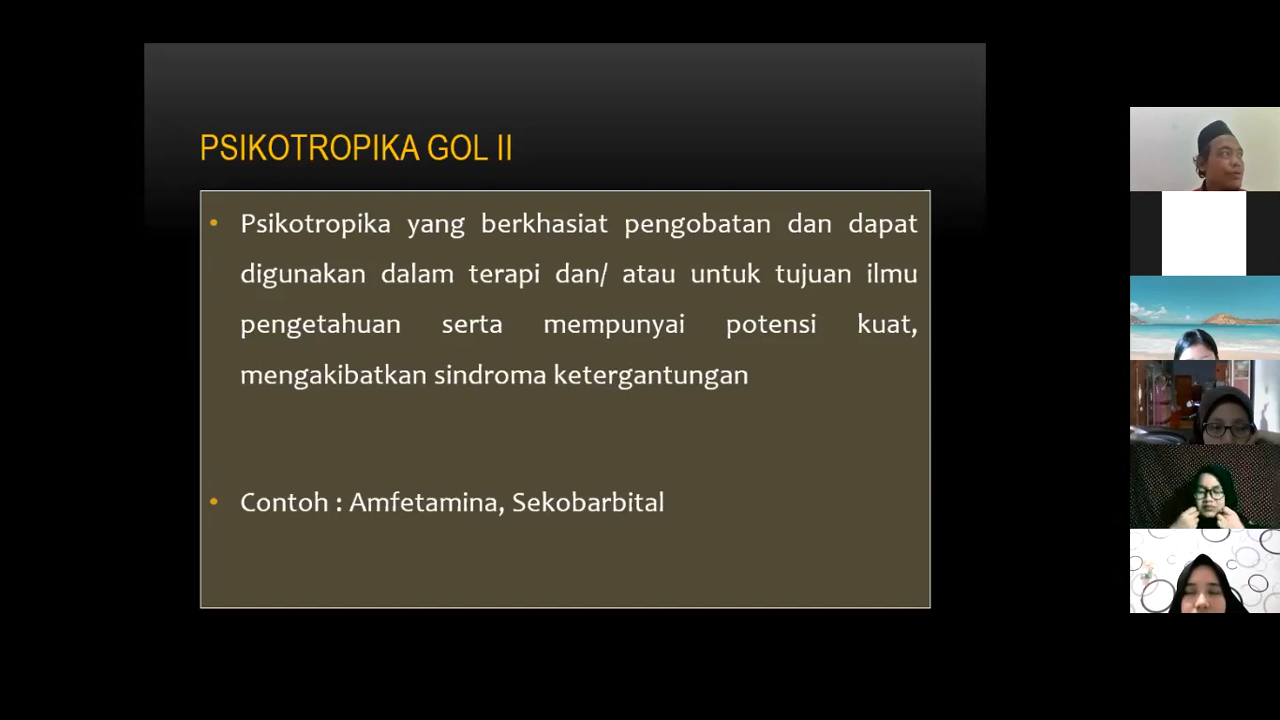 PSIKOTROPIKA GOL II
• Psikotropika yang berkhasiat pengobatan dan dapat
digunakan dalam terapi dan/ atau untuk tujuan ilmu
pengetahuan serta mempunyai potensi kuat,
mengakibatkan sindroma ketergantungan
• Contoh : Amfetamina, Sekobarbital